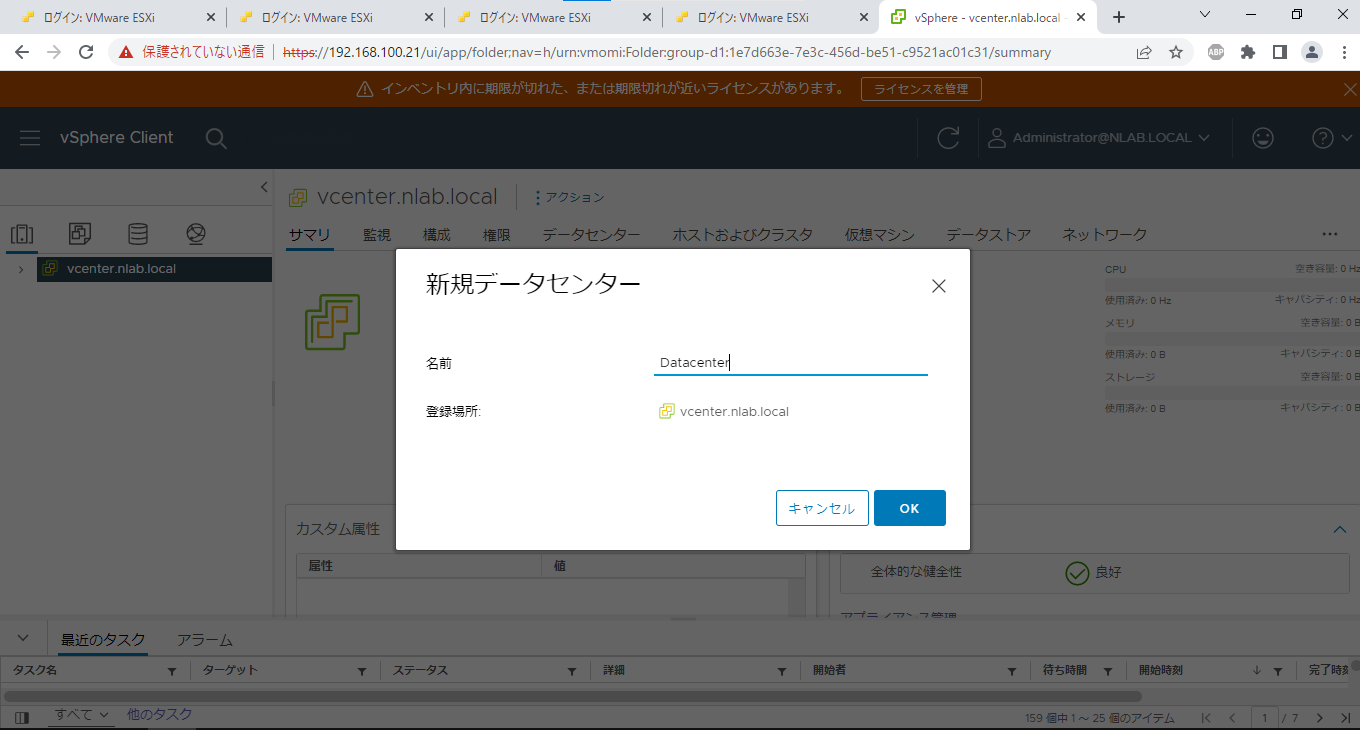 ログイン: VMware ESXi
ログイン: VMware ESXi
ログイン: VMware ESXi
ログイン: VMware ESXi
vSphere - vcenter.nlab.local
保護されていない通信
https://192.168.100.21/ui/app/folder;nav=h/urn:vmomi:Folder:group-d1:1e7d663e-7e3c-456d-be51-c9521ac01c31/summary
ABP
インベントリ内に期限が切れた、または期限切れが近いライセンスがあります。
ライセンスを管理
vSphere Client
Administrator@NLAB.LOCAL
vcenter.nlab.local
アクション
サマリ 監視 構成 権限 データセンター ホストおよびクラスタ 仮想マシン データストア ネットワーク
vcenter.nlab.local
CPU 空き容量: 0 Hz
使用済み: 0 Hz キャパシティ: 0 Hz
メモリ 空き容量: 0 B
使用済み: 0 B キャパシティ: 0 B
ストレージ 空き容量: 0 B
使用済み: 0 B キャパシティ: 0 B
新規データセンター
名前 Datacenter
登録場所: vcenter.nlab.local
キャンセル OK
カスタム属性
属性 値
全体的な健全性 良好
アプライアンス管理
最近のタスク アラーム
タスク名 ターゲット ステータス 詳細 開始者 待ち時間 開始時刻 完了時刻
すべて 他のタスク
159 個中 1 ～ 25 個のアイテム 1 / 7